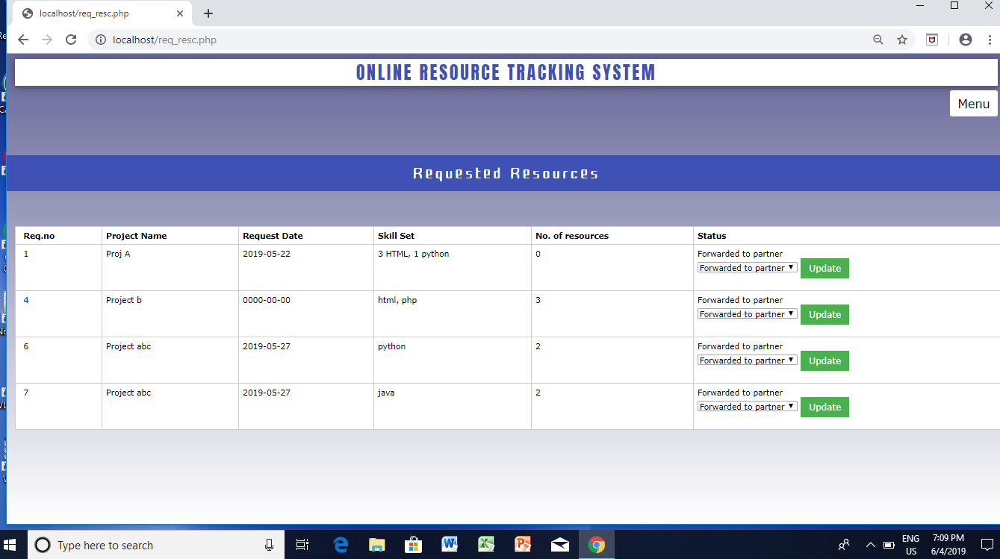 localhost/req_resc.php
localhost/req_resc.php
ONLINE RESOURCE TRACKING SYSTEM
Menu
Requested Resources
Req.no Project Name Request Date Skill Set No. of resources Status
1 Proj A 2019-05-22 3 HTML, 1 python 0 Forwarded to partner
Forwarded to partner Update
4 Project b 0000-00-00 html, php 3 Forwarded to partner
Forwarded to partner Update
6 Project abc 2019-05-27 python 2 Forwarded to partner
Forwarded to partner Update
7 Project abc 2019-05-27 java 2 Forwarded to partner
Forwarded to partner Update
Type here to search
ENG
US
7:09 PM
6/4/2019